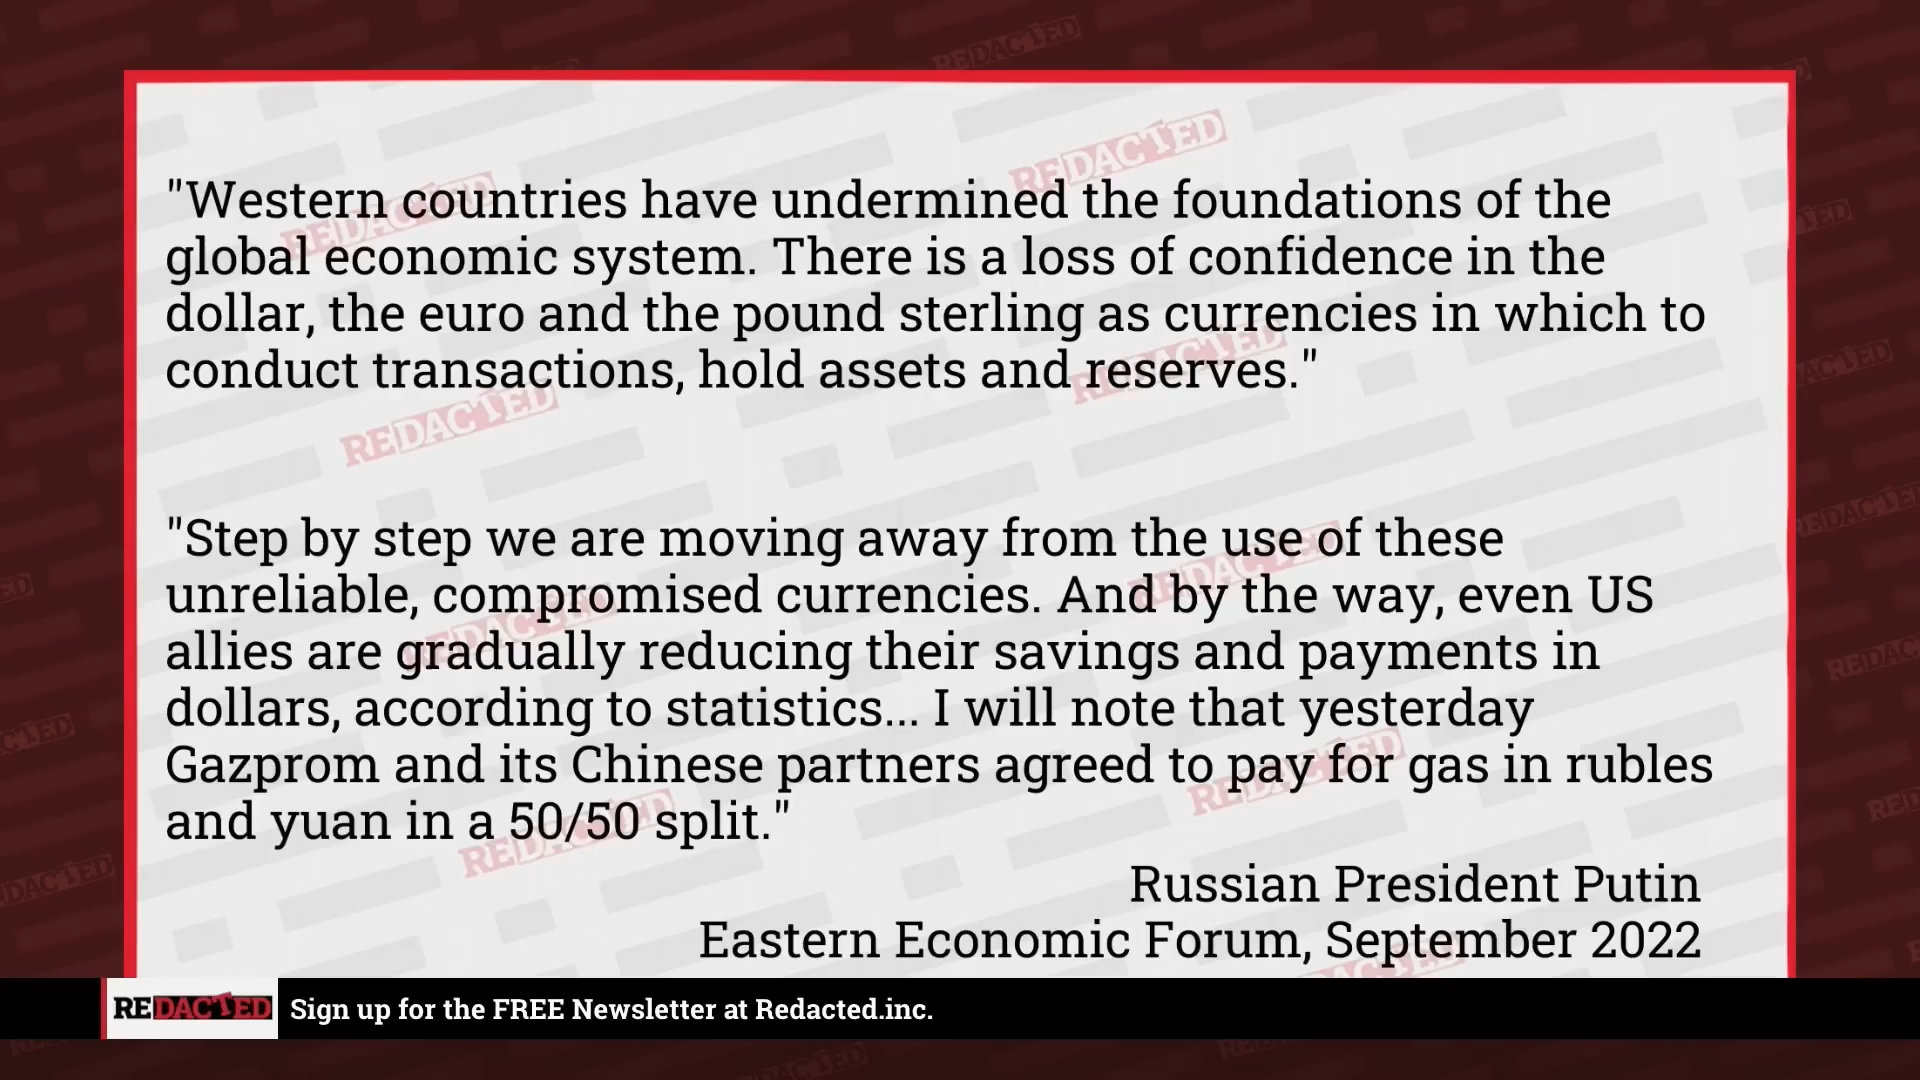 "Western countries have undermined the foundations of the
global economic system. There is a loss of confidence in the
dollar, the euro and the pound sterling as currencies in which to
conduct transactions, hold assets and reserves."
"Step by step we are moving away from the use of these
unreliable, compromised currencies. And by the way, even US
allies are gradually reducing their savings and payments in
dollars, according to statistics... I will note that yesterday
Gazprom and its Chinese partners agreed to pay for gas in rubles
and yuan in a 50/50 split."
Russian President Putin
Eastern Economic Forum, September 2022
REDACTED
Sign up for the FREE Newsletter at Redacted.inc.